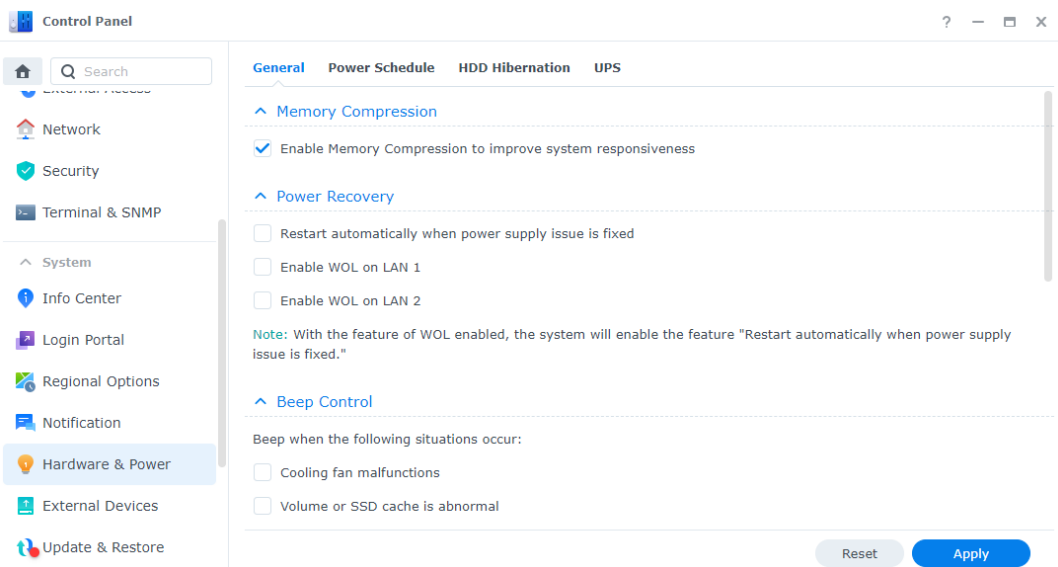 Control Panel
?
Search
General Power Schedule HDD Hibernation UPS
External Access
Network
Security
Terminal & SNMP
System
Info Center
Login Portal
Regional Options
Notification
Hardware & Power
External Devices
Update & Restore
Memory Compression
Enable Memory Compression to improve system responsiveness
Power Recovery
Restart automatically when power supply issue is fixed
Enable WOL on LAN 1
Enable WOL on LAN 2
Note: With the feature of WOL enabled, the system will enable the feature "Restart automatically when power supply
issue is fixed."
Beep Control
Beep when the following situations occur:
Cooling fan malfunctions
Volume or SSD cache is abnormal
Reset Apply